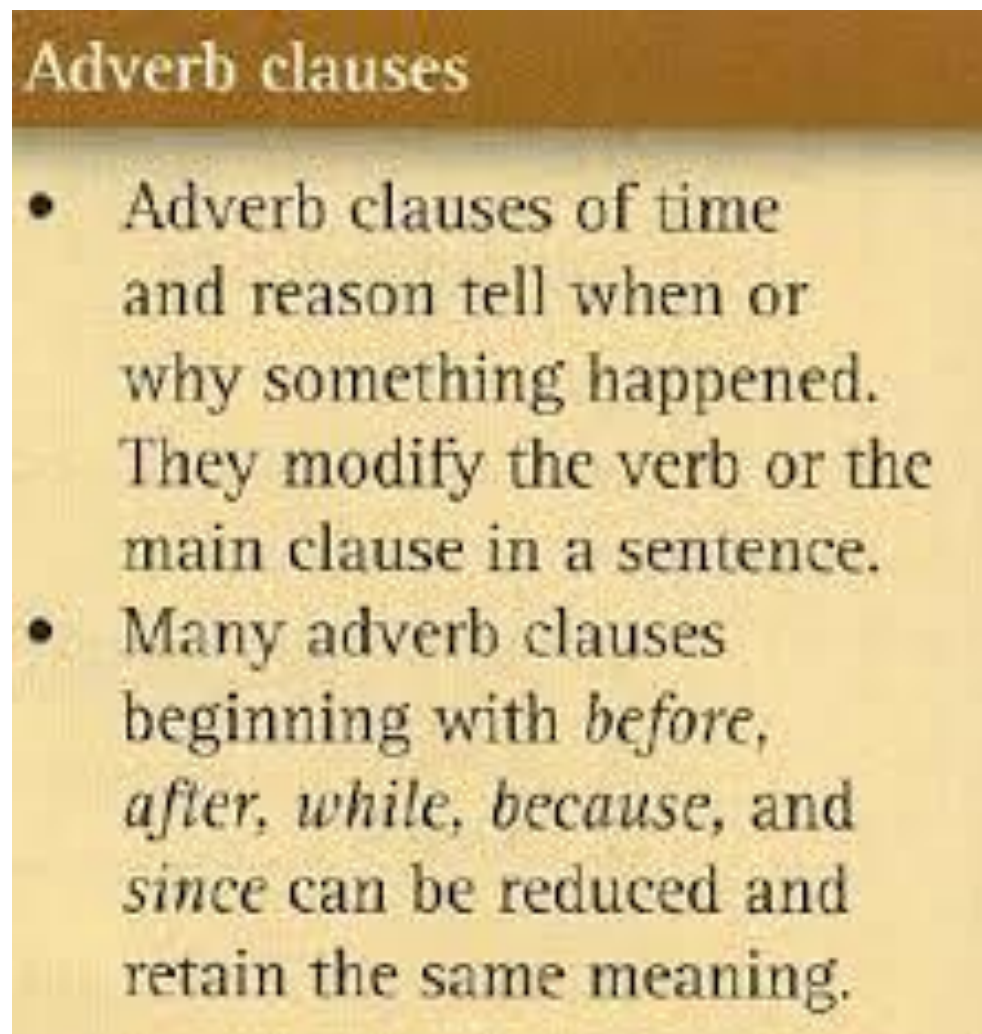 Adverb clauses
• Adverb clauses of time
and reason tell when or
why something happened.
They modify the verb or the
main clause in a sentence.
• Many adverb clauses
beginning with before,
after, while, because, and
since can be reduced and
retain the same meaning.